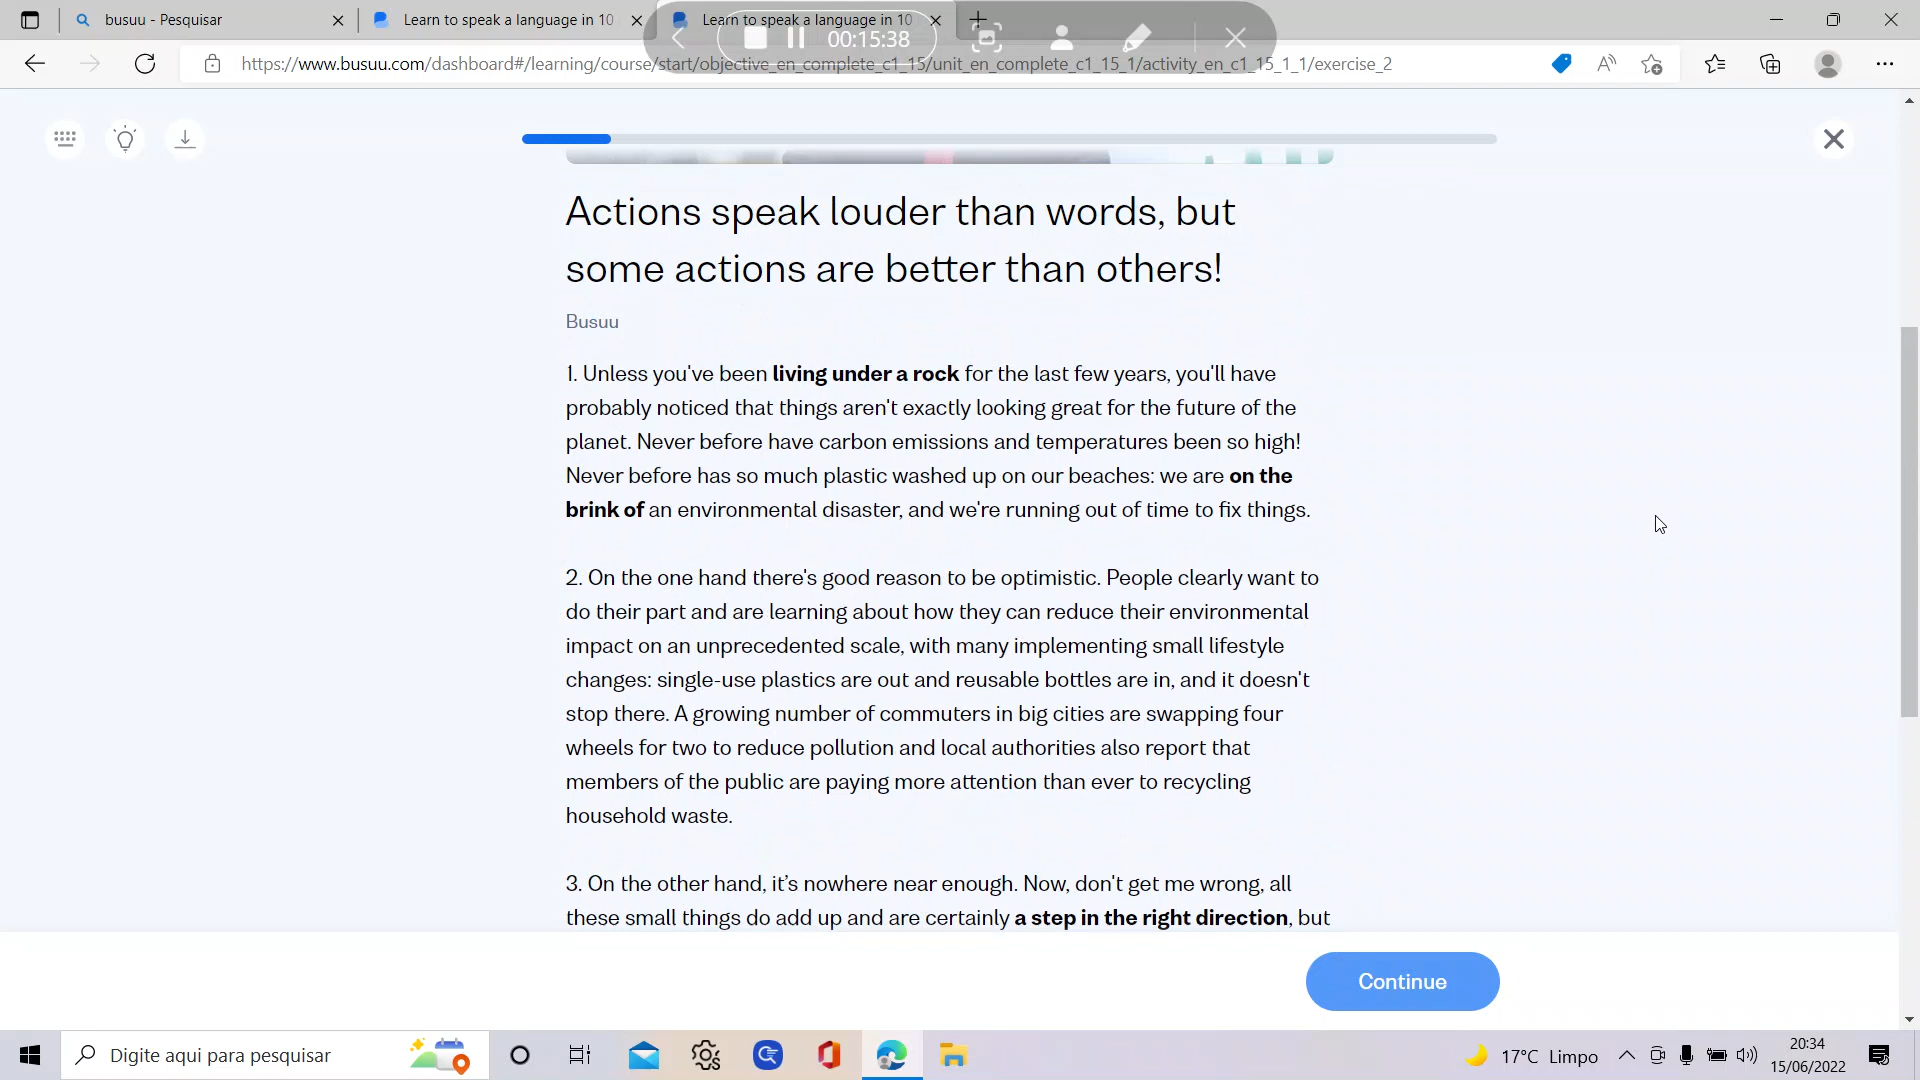 busuu - Pesquisar
Learn to speak a language in 10
Learn to speak a language in 10
00:15:38
https://www.busuu.com/dashboard#/learning/course/start/objective_en_complete_c1_15/unit_en_complete_c1_15_1/activity_en_c1_15_1_1/exercise_2
Actions speak louder than words, but
some actions are better than others!
Busuu
1. Unless you've been living under a rock for the last few years, you'll have
probably noticed that things aren't exactly looking great for the future of the
planet. Never before have carbon emissions and temperatures been so high!
Never before has so much plastic washed up on our beaches: we are on the
brink of an environmental disaster, and we're running out of time to fix things.
2. On the one hand there's good reason to be optimistic. People clearly want to
do their part and are learning about how they can reduce their environmental
impact on an unprecedented scale, with many implementing small lifestyle
changes: single-use plastics are out and reusable bottles are in, and it doesn't
stop there. A growing number of commuters in big cities are swapping four
wheels for two to reduce pollution and local authorities also report that
members of the public are paying more attention than ever to recycling
household waste.
3. On the other hand, it’s nowhere near enough. Now, don't get me wrong, all
these small things do add up and are certainly a step in the right direction, but
Continue
Digite aqui para pesquisar
17°C Limpo
20:34
15/06/2022